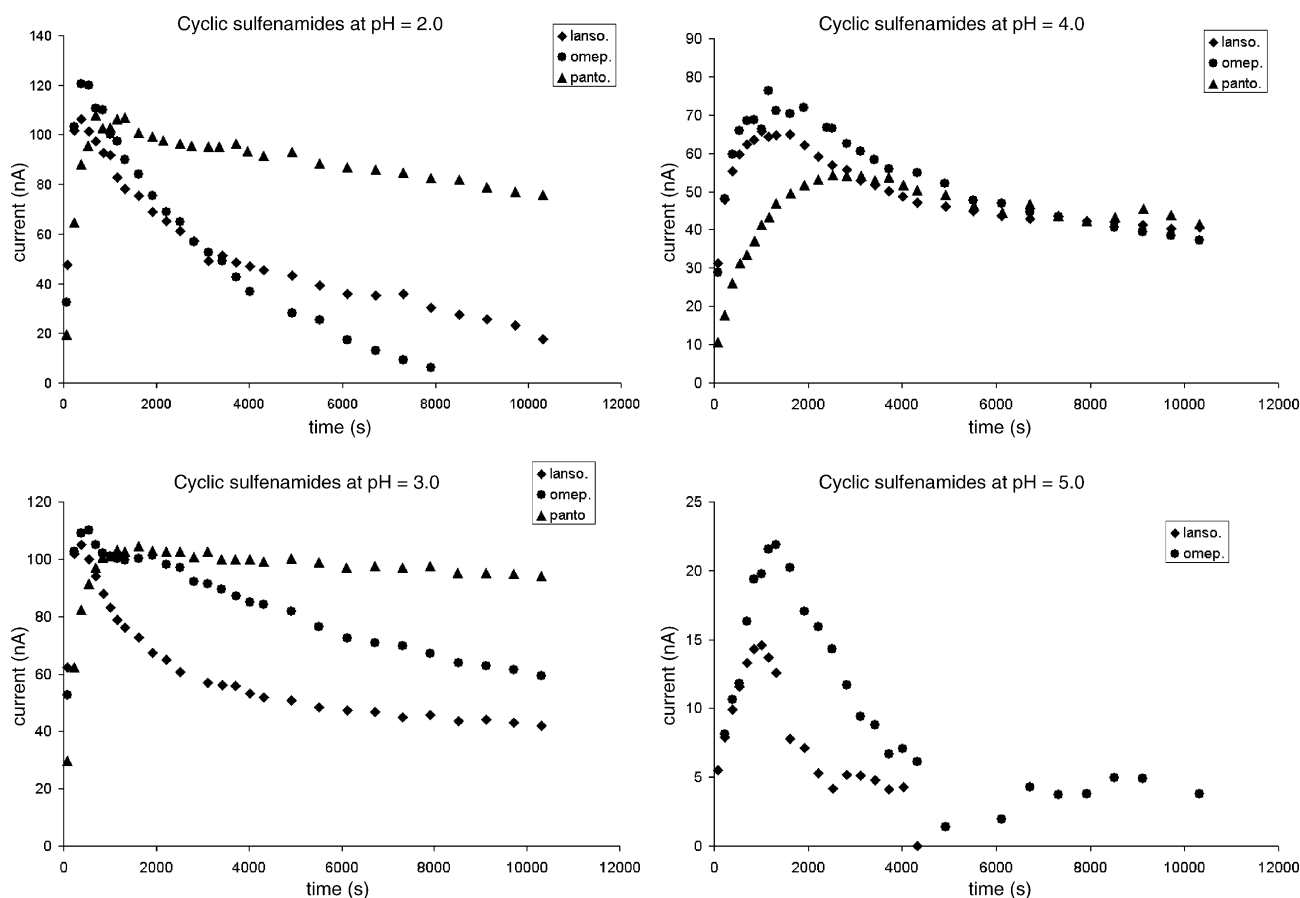 Cyclic sulfenamides at pH = 2.0
lanso.
omep.
panto.
current (nA)
140
120
100
80
60
40
20
0
0 2000 4000 6000 8000 10000 12000
time (s)
Cyclic sulfenamides at pH = 4.0
lanso.
omep.
panto.
current (nA)
90
80
70
60
50
40
30
20
10
0
0 2000 4000 6000 8000 10000 12000
time (s)
Cyclic sulfenamides at pH = 3.0
lanso.
omep.
panto
current (nA)
120
100
80
60
40
20
0
0 2000 4000 6000 8000 10000 12000
time (s)
Cyclic sulfenamides at pH = 5.0
lanso.
omep.
current (nA)
25
20
15
10
5
0
0 2000 4000 6000 8000 10000 12000
time (s)